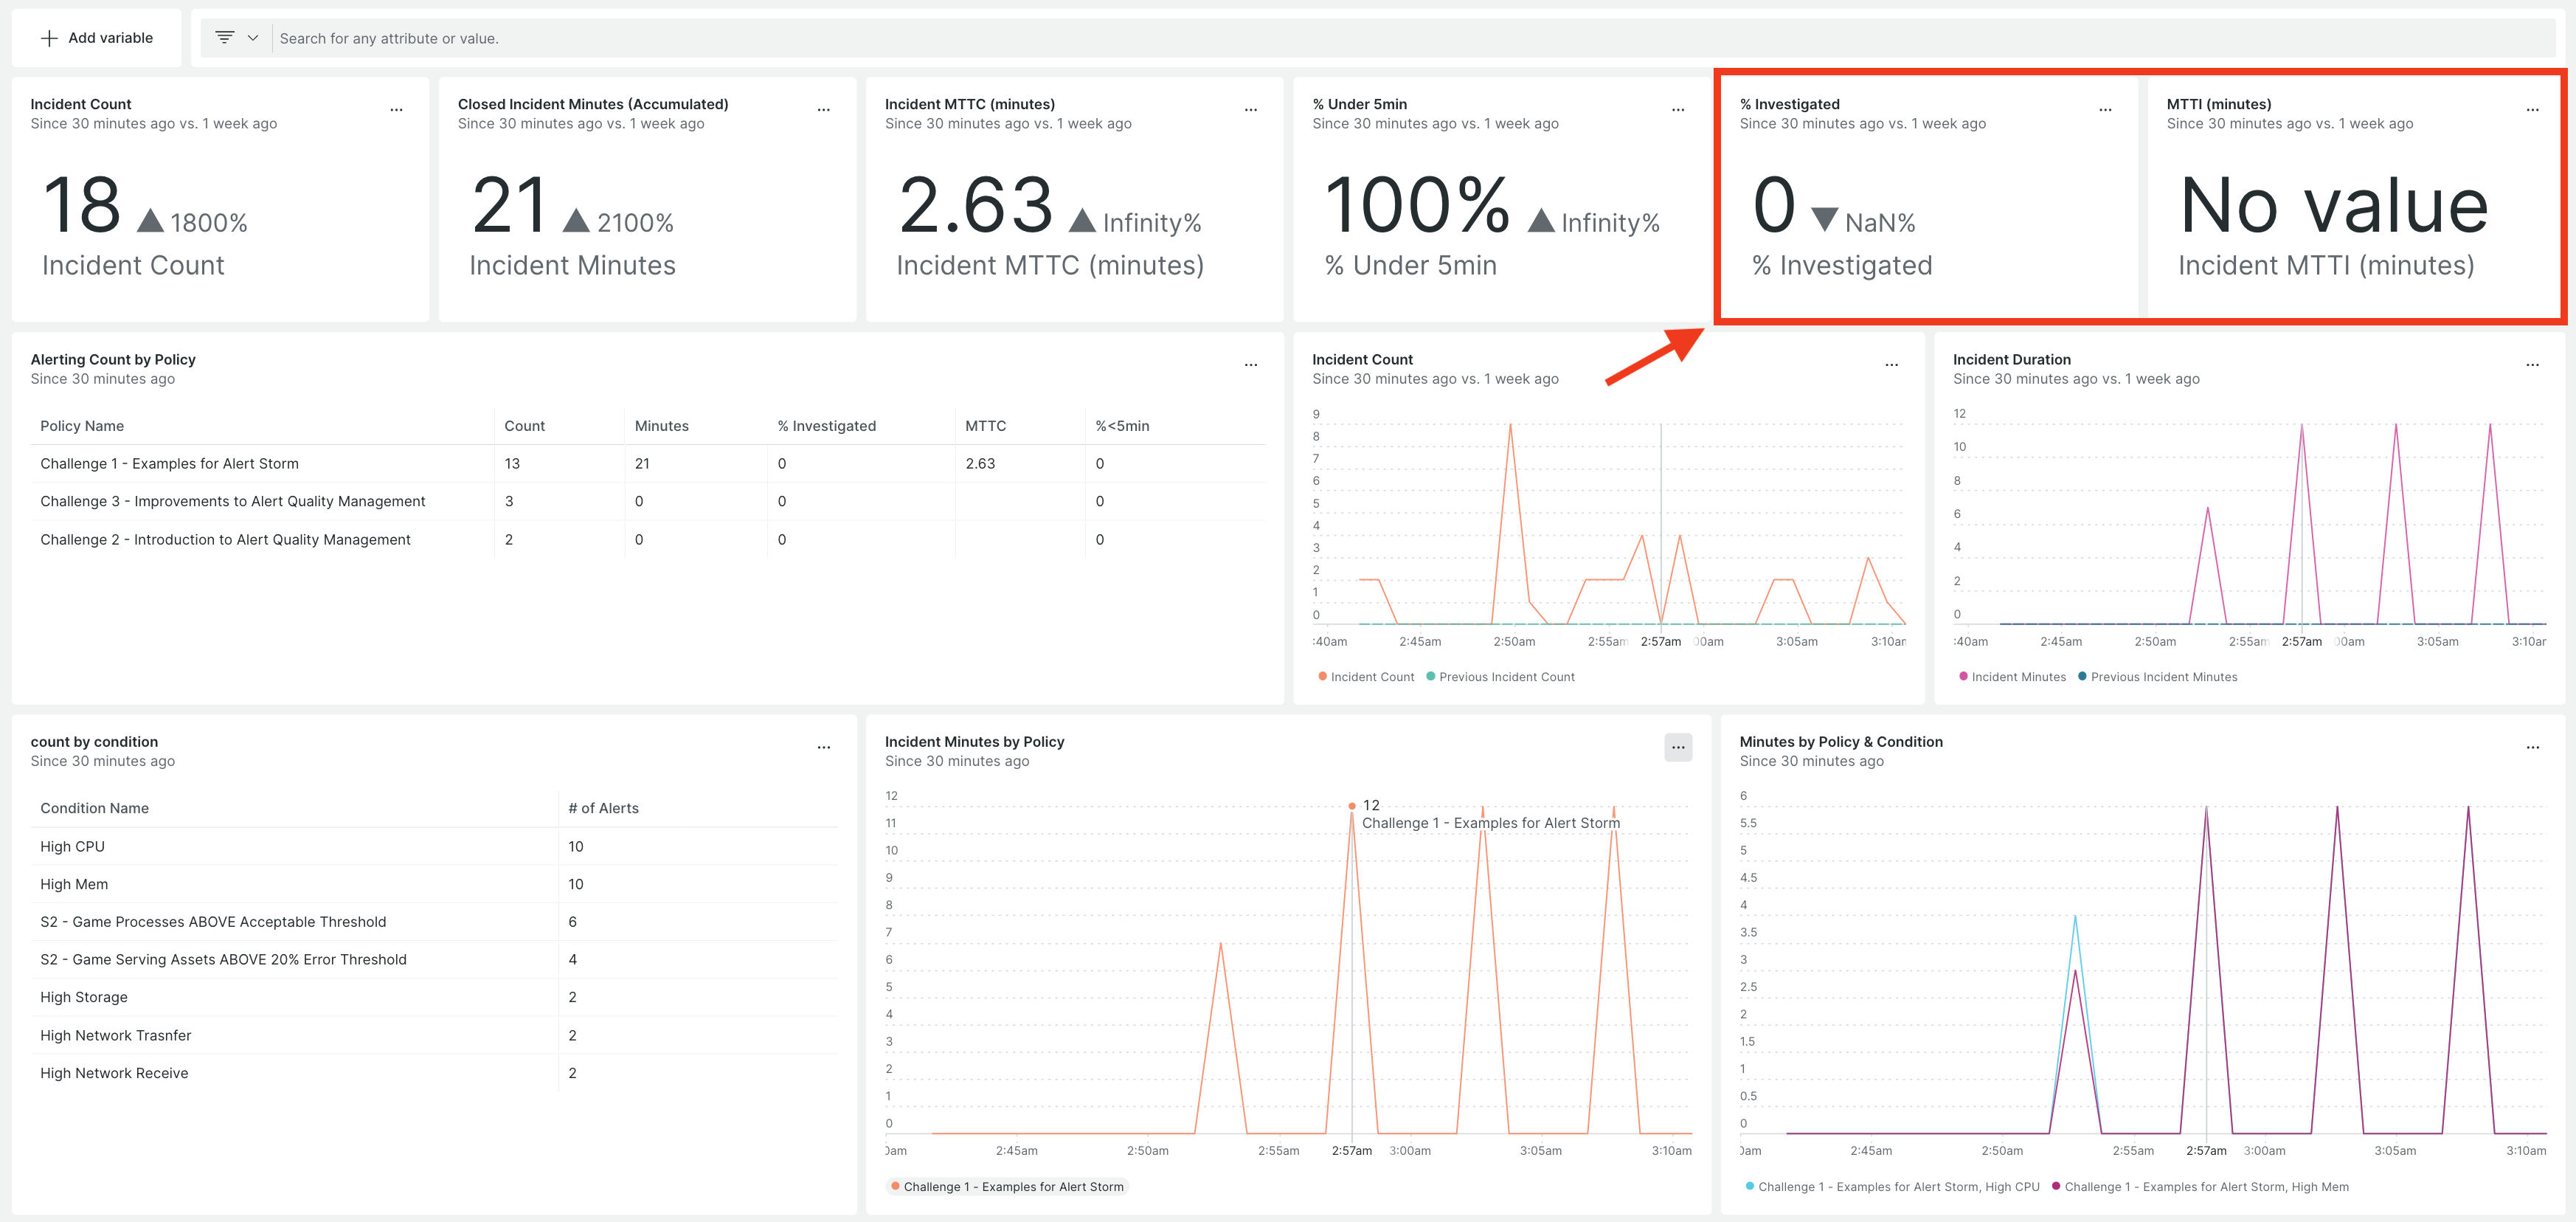 Add variable
Search for any attribute or value.
Incident Count
Since 30 minutes ago vs. 1 week ago
18 ▲ 1800%
Incident Count
Closed Incident Minutes (Accumulated)
Since 30 minutes ago vs. 1 week ago
21 ▲ 2100%
Incident Minutes
Incident MTTC (minutes)
Since 30 minutes ago vs. 1 week ago
2.63 ▲ Infinity%
Incident MTTC (minutes)
% Under 5min
Since 30 minutes ago vs. 1 week ago
100% ▲ Infinity%
% Under 5min
% Investigated
Since 30 minutes ago vs. 1 week ago
0 ▼ NaN%
% Investigated
MTTI (minutes)
Since 30 minutes ago vs. 1 week ago
No value
Incident MTTI (minutes)
Alerting Count by Policy
Since 30 minutes ago
Policy Name Count Minutes % Investigated MTTC %<5min
Challenge 1 - Examples for Alert Storm 13 21 0 2.63 0
Challenge 3 - Improvements to Alert Quality Management 3 0 0 0
Challenge 2 - Introduction to Alert Quality Management 2 0 0 0
Incident Count
Since 30 minutes ago vs. 1 week ago
9
8
7
6
5
4
3
2
1
0
:40am 2:45am 2:50am 2:55am 2:57am 00am 3:05am 3:10am
Incident Count Previous Incident Count
Incident Duration
Since 30 minutes ago vs. 1 week ago
12
10
8
6
4
2
0
:40am 2:45am 2:50am 2:55am 2:57am 00am 3:05am 3:10ar
Incident Minutes Previous Incident Minutes
count by condition
Since 30 minutes ago
Condition Name # of Alerts
High CPU 10
High Mem 10
S2 - Game Processes ABOVE Acceptable Threshold 6
S2 - Game Serving Assets ABOVE 20% Error Threshold 4
High Storage 2
High Network Trasnfer 2
High Network Receive 2
Incident Minutes by Policy
Since 30 minutes ago
12
11
10
9
8
7
6
5
4
3
2
1
0
12
Challenge 1 - Examples for Alert Storm
0am 2:45am 2:50am 2:55am 2:57am 3:00am 3:05am 3:10am
Challenge 1 - Examples for Alert Storm
Minutes by Policy & Condition
Since 30 minutes ago
6
5.5
5
4.5
4
3.5
3
2.5
2
1.5
1
0.5
0
0am 2:45am 2:50am 2:55am 2:57am 3:00am 3:05am 3:10am
Challenge 1 - Examples for Alert Storm, High CPU Challenge 1 - Examples for Alert Storm, High Mem